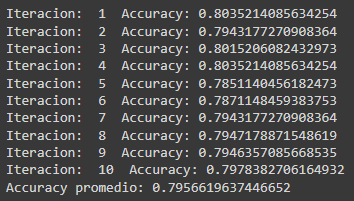 Iteracion:  1  Accuracy: 0.8035214085634254
Iteracion:  2  Accuracy: 0.7943177270908364
Iteracion:  3  Accuracy: 0.8015206082432973
Iteracion:  4  Accuracy: 0.8035214085634254
Iteracion:  5  Accuracy: 0.7851140456182473
Iteracion:  6  Accuracy: 0.7871148459383753
Iteracion:  7  Accuracy: 0.7943177270908364
Iteracion:  8  Accuracy: 0.7947178871548619
Iteracion:  9  Accuracy: 0.7946357085668535
Iteracion:  10  Accuracy: 0.7978382706164932
Accuracy promedio: 0.7956619637446652